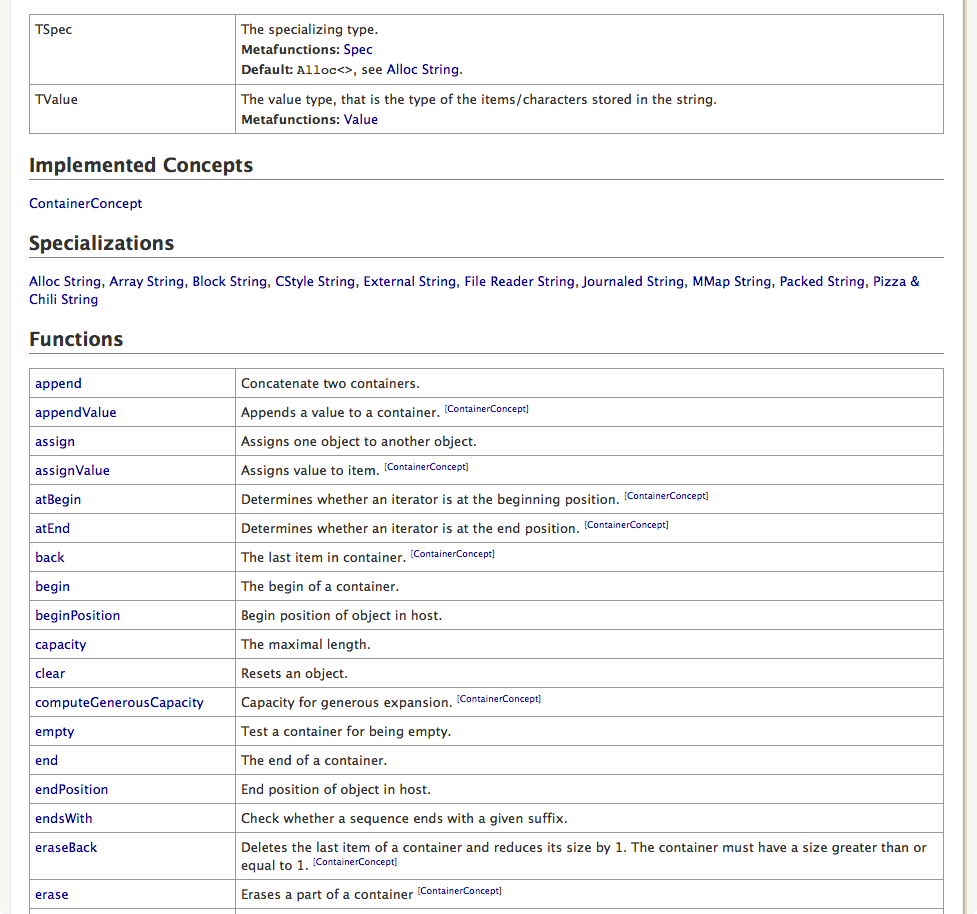 TSpec
The specializing type.
Metafunctions: Spec
Default: Alloc<>, see Alloc String.
TValue
The value type, that is the type of the items/characters stored in the string.
Metafunctions: Value
Implemented Concepts
ContainerConcept
Specializations
Alloc String, Array String, Block String, CStyle String, External String, File Reader String, Journaled String, MMap String, Packed String, Pizza &
Chili String
Functions
append Concatenate two containers.
appendValue Appends a value to a container. [ContainerConcept]
assign Assigns one object to another object.
assignValue Assigns value to item. [ContainerConcept]
atBegin Determines whether an iterator is at the beginning position. [ContainerConcept]
atEnd Determines whether an iterator is at the end position. [ContainerConcept]
back The last item in container. [ContainerConcept]
begin The begin of a container.
beginPosition Begin position of object in host.
capacity The maximal length.
clear Resets an object.
computeGenerousCapacity Capacity for generous expansion. [ContainerConcept]
empty Test a container for being empty.
end The end of a container.
endPosition End position of object in host.
endsWith Check whether a sequence ends with a given suffix.
eraseBack Deletes the last item of a container and reduces its size by 1. The container must have a size greater than or
equal to 1. [ContainerConcept]
erase Erases a part of a container [ContainerConcept]